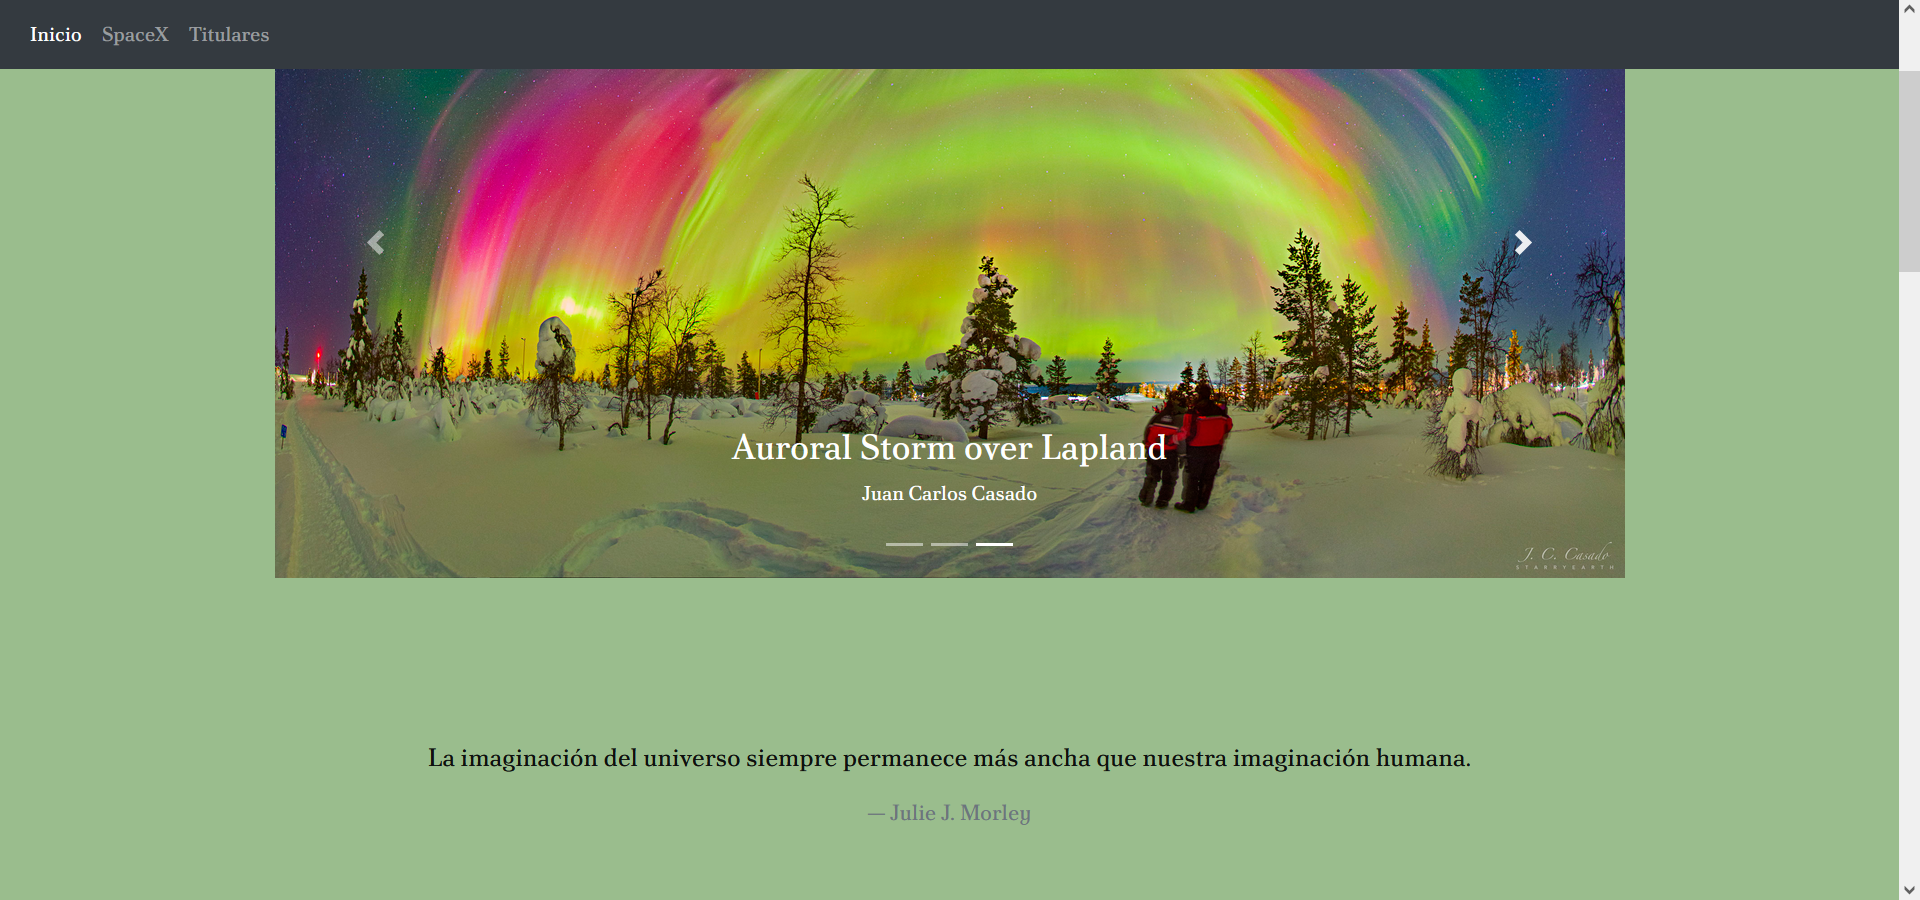 Inicio SpaceX Titulares
Auroral Storm over Lapland
Juan Carlos Casado
J. C. Casado
STARRYEARTH
La imaginación del universo siempre permanece más ancha que nuestra imaginación humana.
— Julie J. Morley